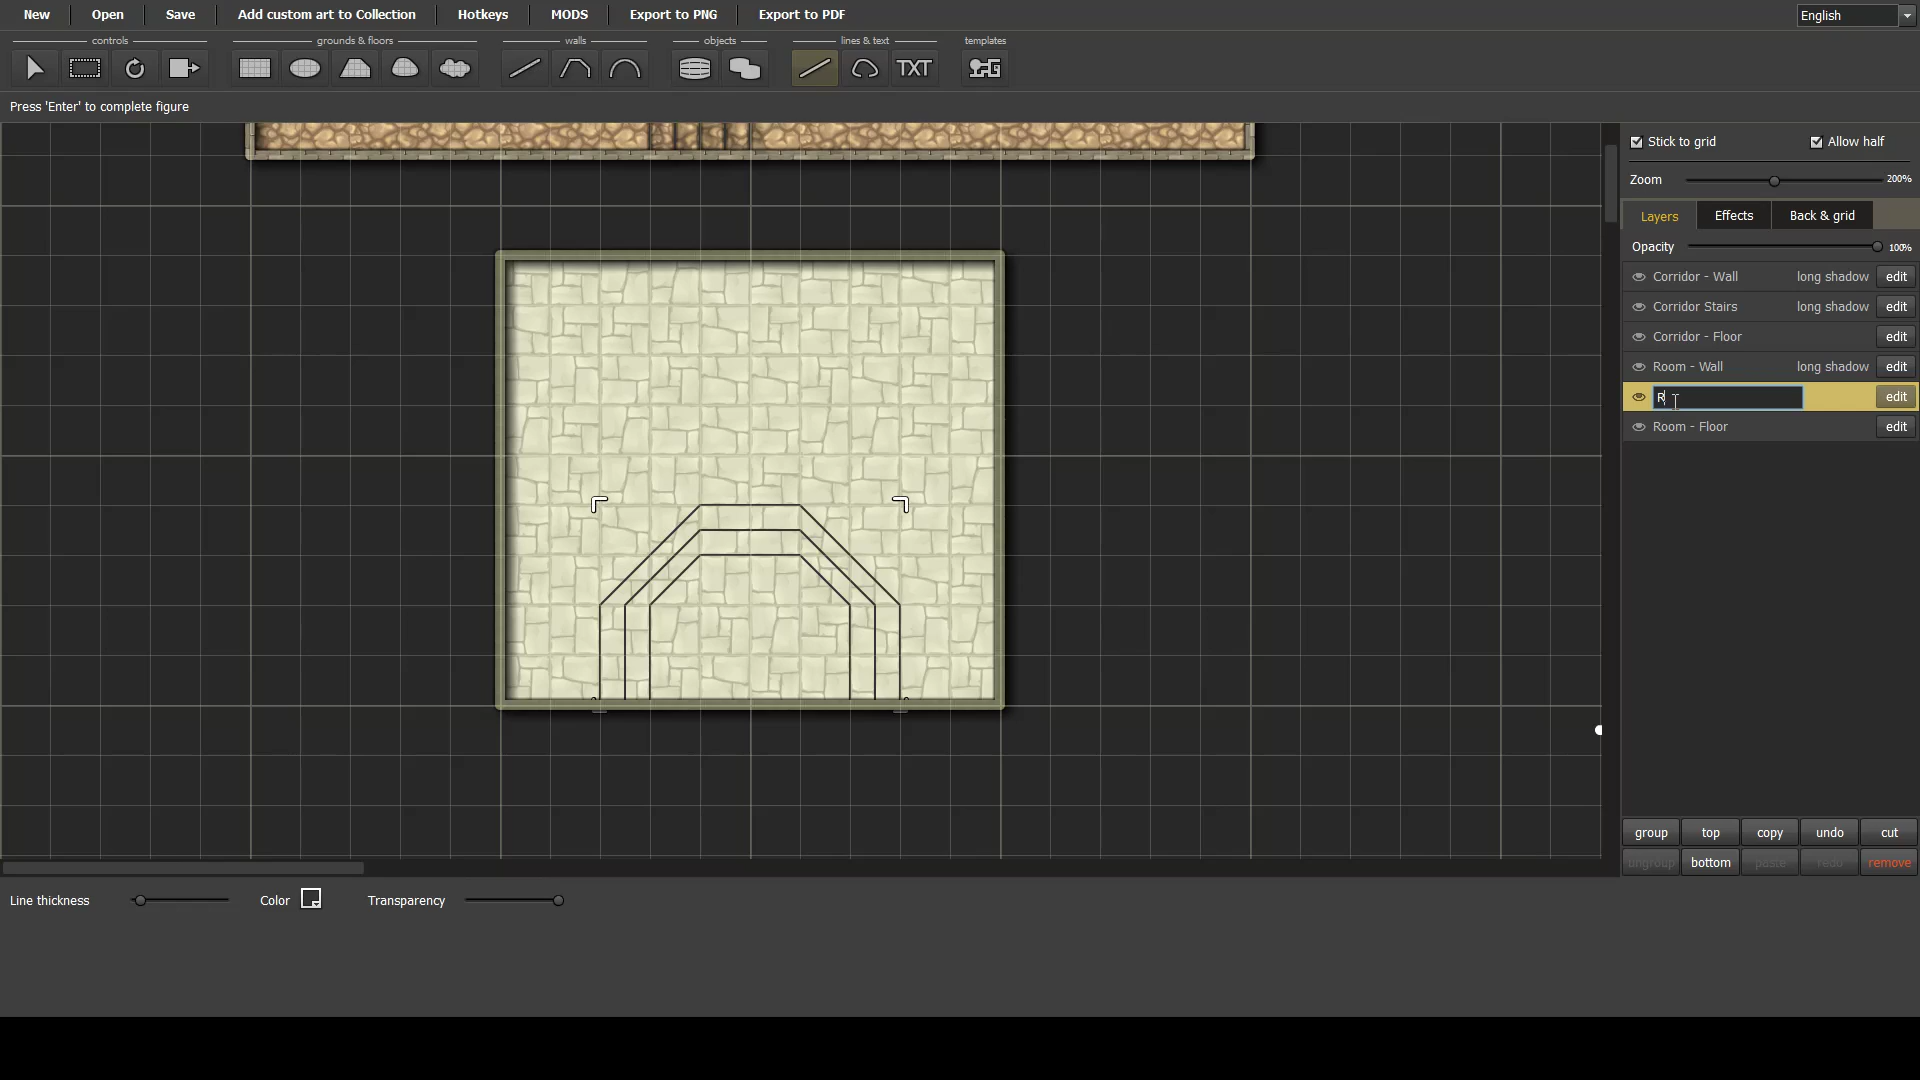 New Open Save Add custom art to Collection Hotkeys MODS Export to PNG Export to PDF English
controls grounds & floors walls objects lines & text templates
TXT
Press 'Enter' to complete figure
Stick to grid Allow half
Zoom 200%
Layers Effects Back & grid
Opacity 100%
Corridor - Wall long shadow edit
Corridor Stairs long shadow edit
Corridor - Floor edit
Room - Wall long shadow edit
R edit
Room - Floor edit
group top copy undo cut
ungroup bottom paste redo remove
Line thickness Color Transparency